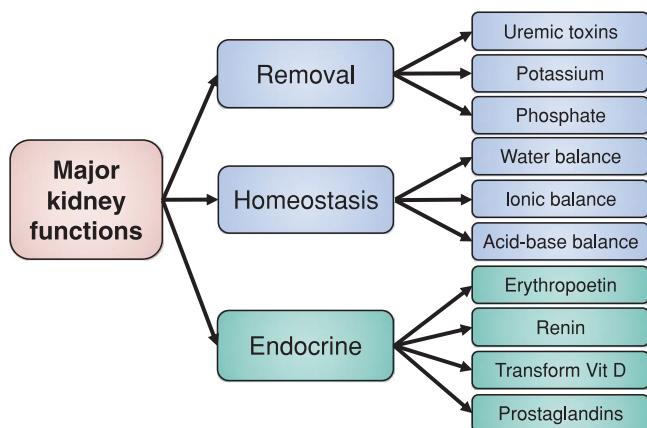 Major
kidney
functions
Removal
Uremic toxins
Potassium
Phosphate
Homeostasis
Water balance
Ionic balance
Acid-base balance
Endocrine
Erythropoetin
Renin
Transform Vit D
Prostaglandins